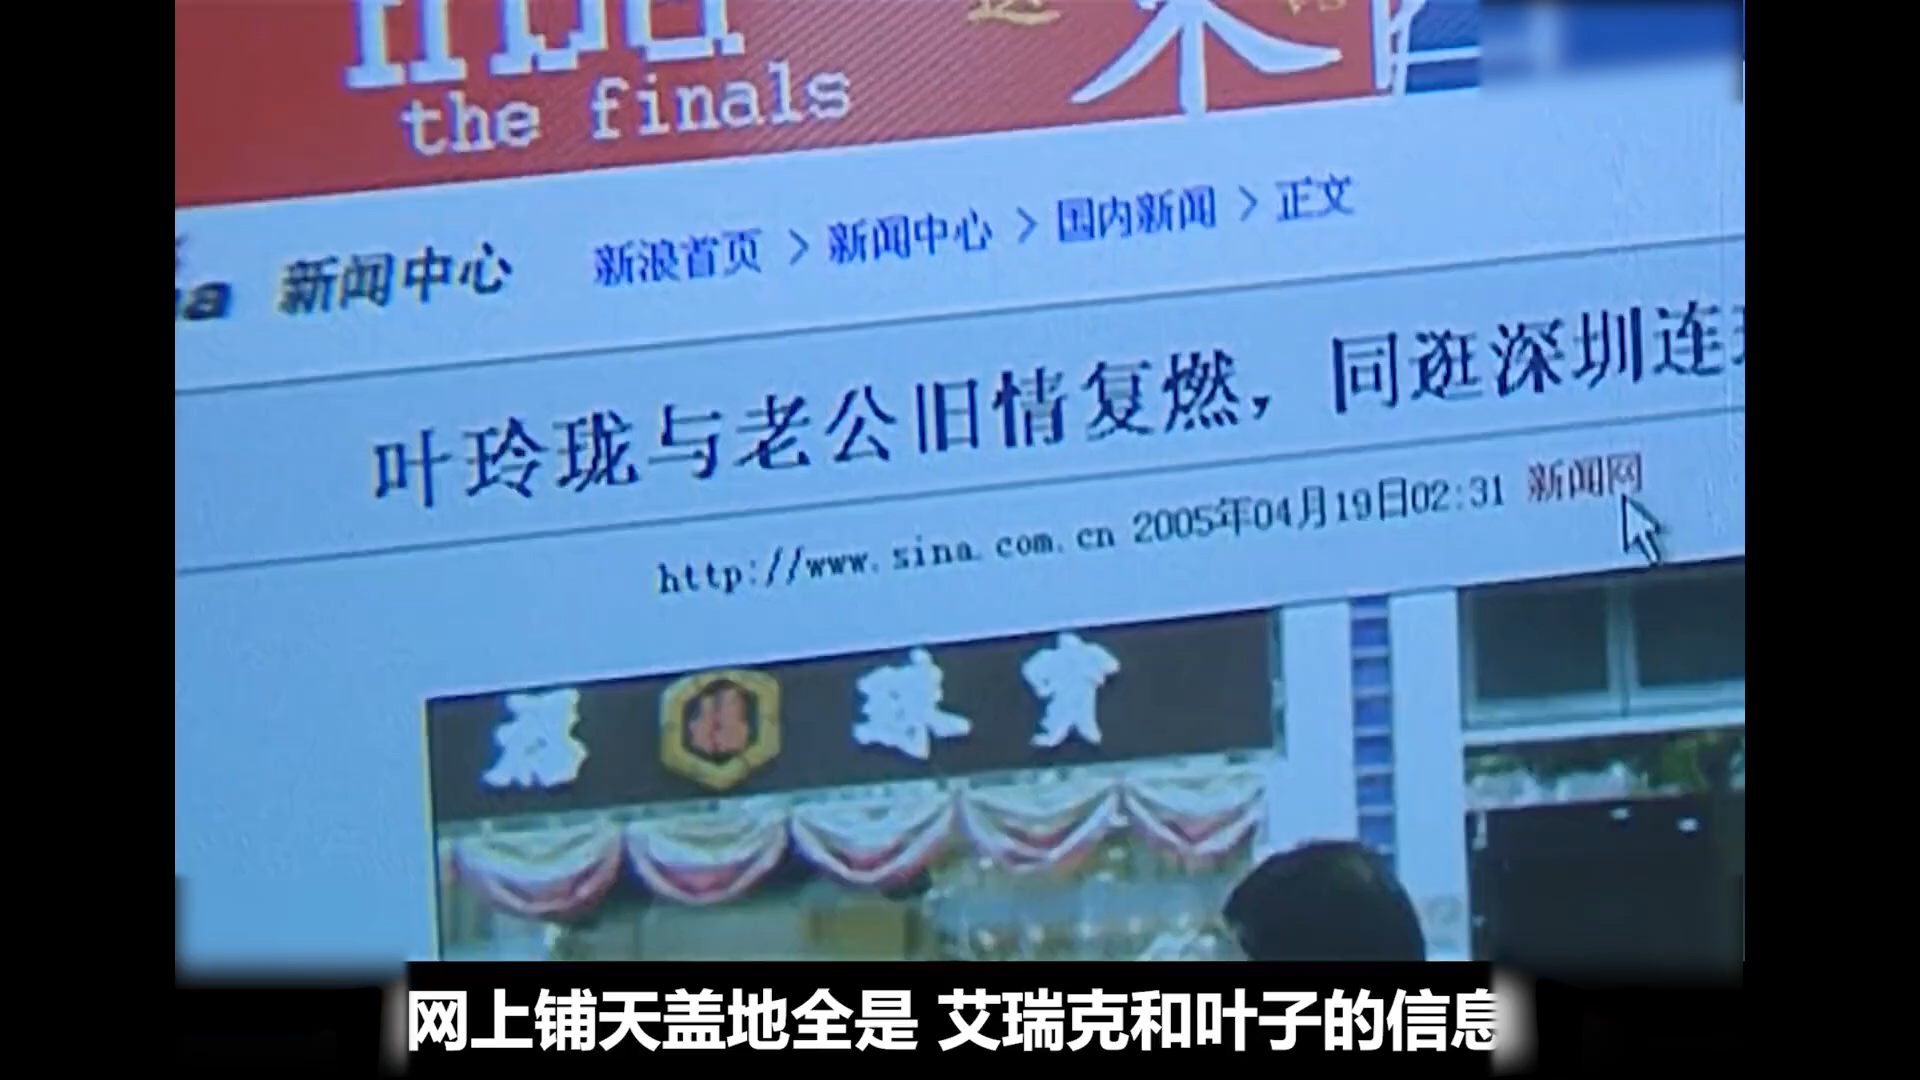 the finals
新闻中心 新浪首页 > 新闻中心 > 国内新闻 > 正文
叶玲珑与老公旧情复燃，同逛深圳连
http://www.sina.com.cn 2005年04月19日02:31 新闻网
珠 宝
网上铺天盖地全是 艾瑞克和叶子的信息